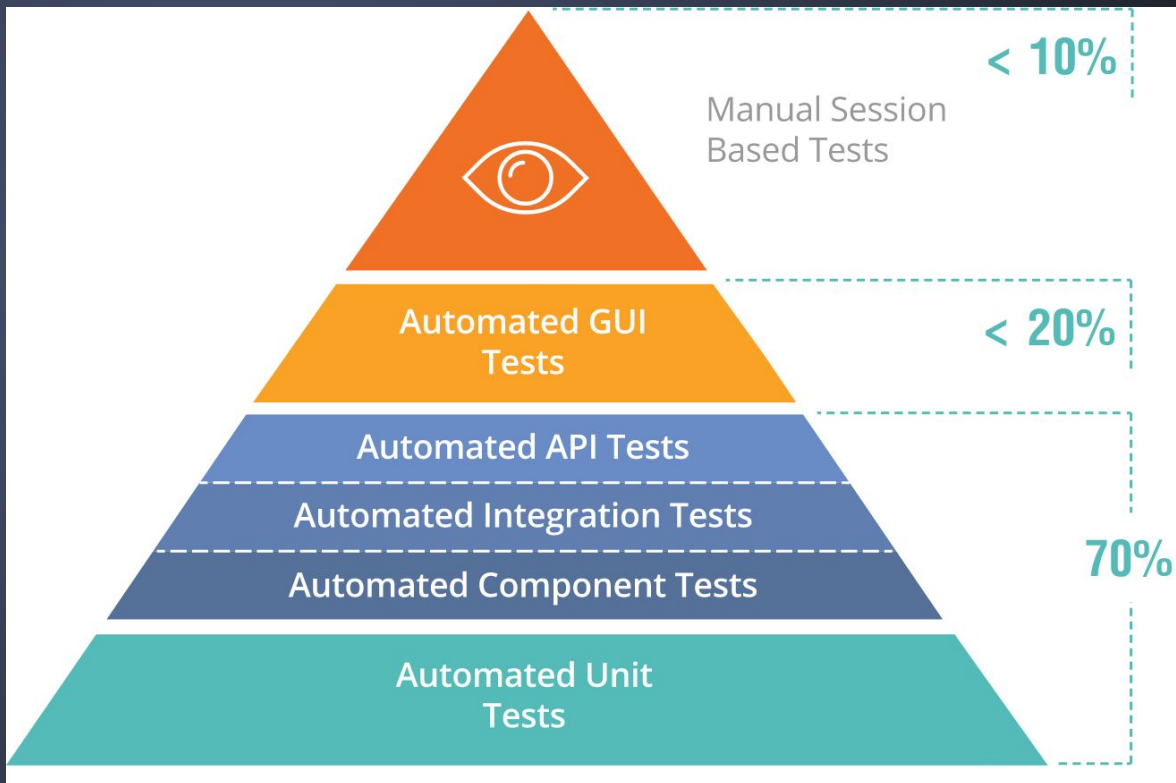 < 10%
Manual Session
Based Tests
Automated GUI
Tests
< 20%
Automated API Tests
Automated Integration Tests
Automated Component Tests
70%
Automated Unit
Tests